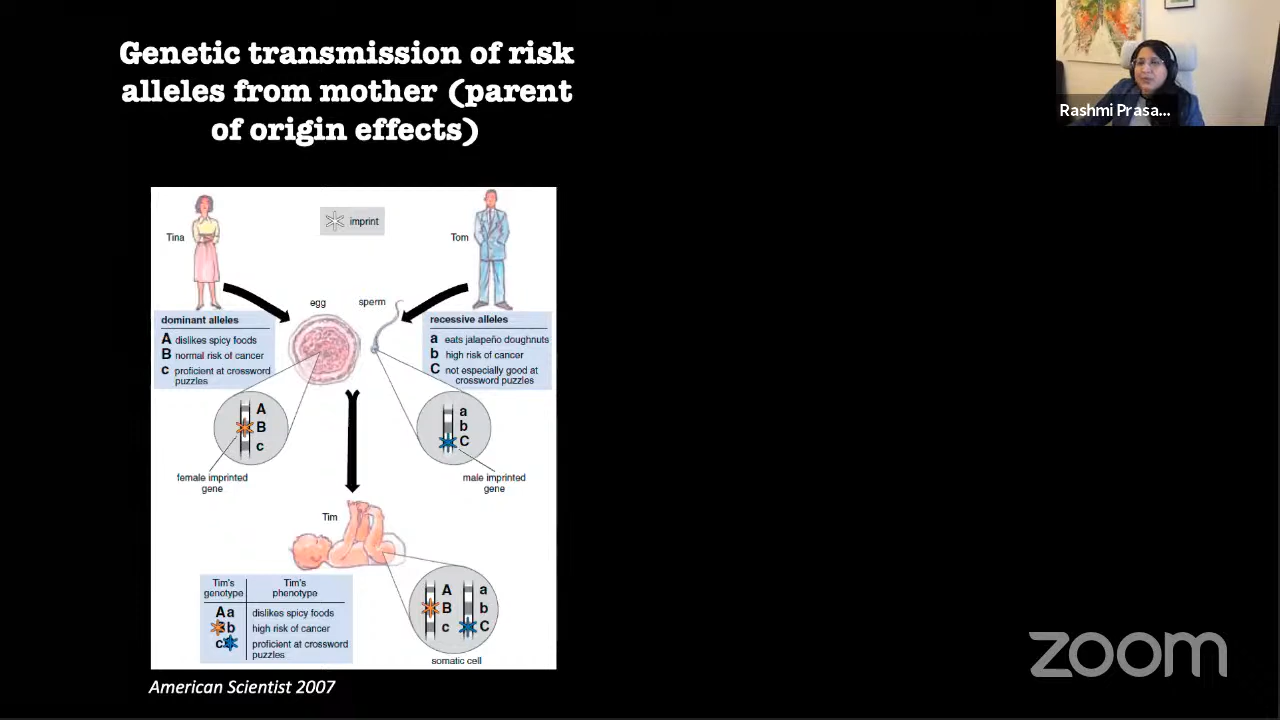 Genetic transmission of risk
alleles from mother (parent
of origin effects)
Rashmi Prasa...
imprint
Tina
Tom
egg
sperm
dominant alleles
A dislikes spicy foods
B normal risk of cancer
c proficient at crossword
puzzles
recessive alleles
a eats jalapeño doughnuts
b high risk of cancer
C not especially good at
crossword puzzles
A
B
c
a
b
C
female imprinted
gene
male imprinted
gene
Tim
Tim's
genotype
Tim's
phenotype
Aa dislikes spicy foods
b high risk of cancer
c proficient at crossword
puzzles
A a
B b
c C
somatic cell
American Scientist 2007
zoom